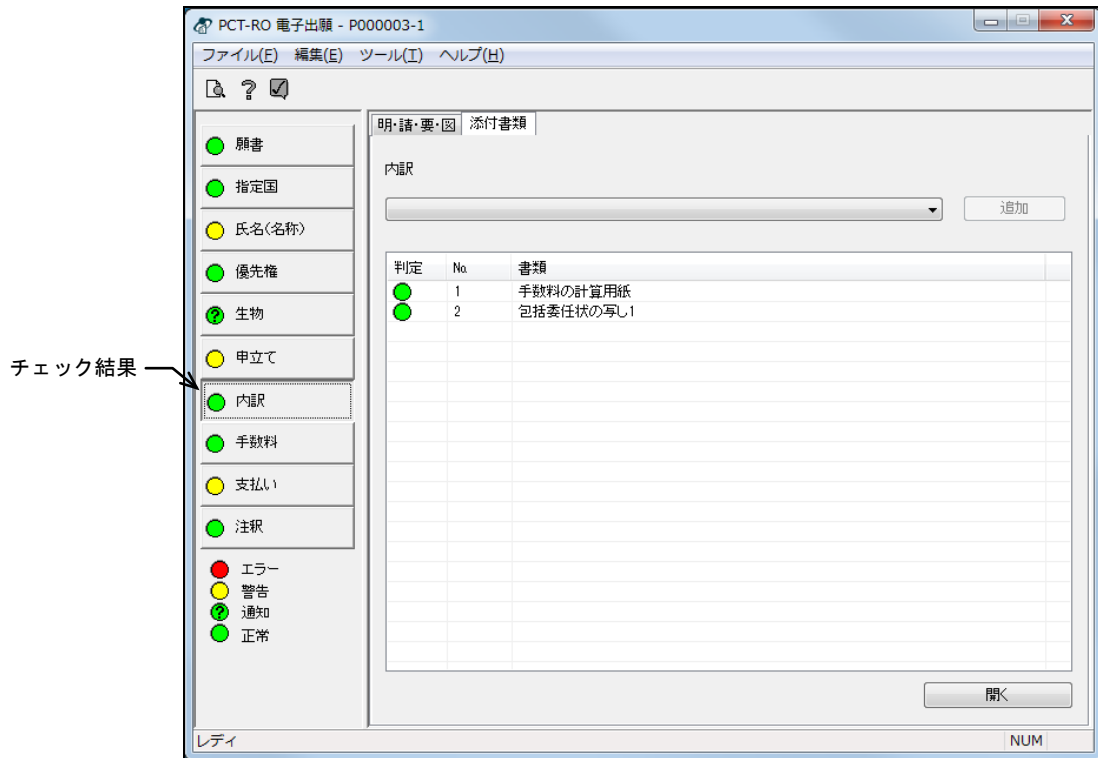 PCT-RO 電子出願 - P000003-1
ファイル(F) 編集(E) ツール(T) ヘルプ(H)
明・請・要・図 添付書類
願書
指定国
氏名(名称)
優先権
生物
申立て
チェック結果
内訳
手数料
支払い
注釈
エラー
警告
通知
正常
内訳
追加
判定 No. 書類
1 手数料の計算用紙
2 包括委任状の写し1
開く
レディ NUM